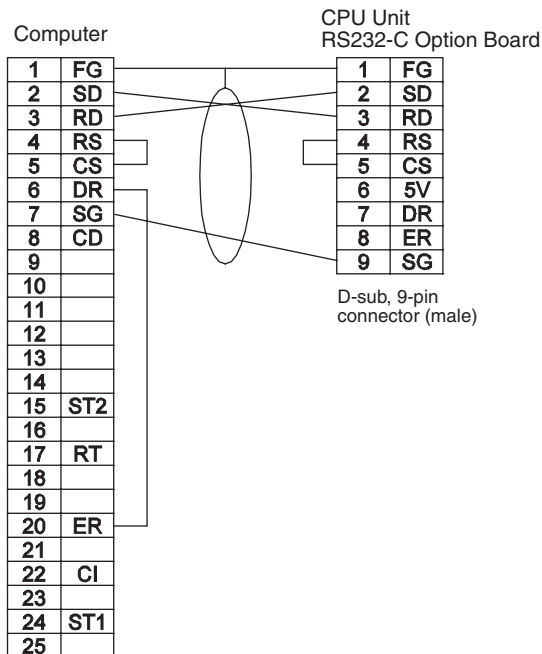 Computer
1 FG
2 SD
3 RD
4 RS
5 CS
6 DR
7 SG
8 CD
9
10
11
12
13
14
15 ST2
16
17 RT
18
19
20 ER
21
22 CI
23
24 ST1
25
CPU Unit
RS232-C Option Board
1 FG
2 SD
3 RD
4 RS
5 CS
6 5V
7 DR
8 ER
9 SG
D-sub, 9-pin
connector (male)